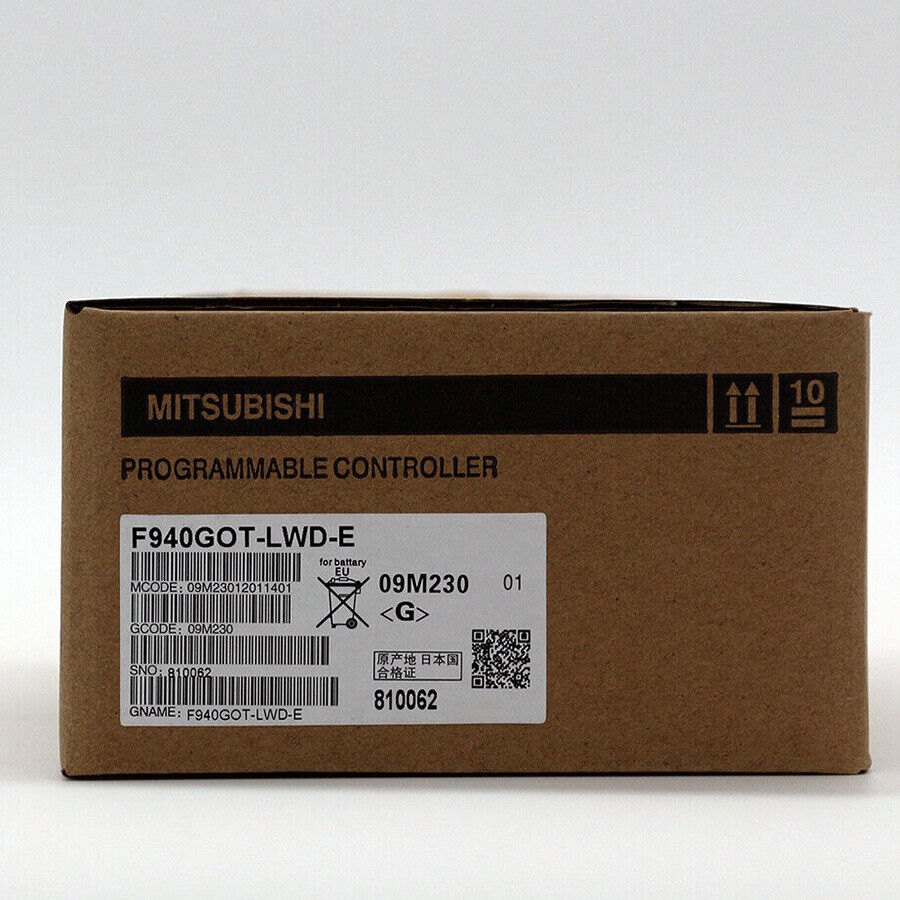 MITSUBISHI
10
PROGRAMMABLE CONTROLLER
F940GOT-LWD-E
for battary
EU
MCODE: 09M23012011401
09M230 01
<G>
GCODE: 09M230
原产地 日本国
合格证
SNO: 810062
810062
GNAME: F940GOT-LWD-E